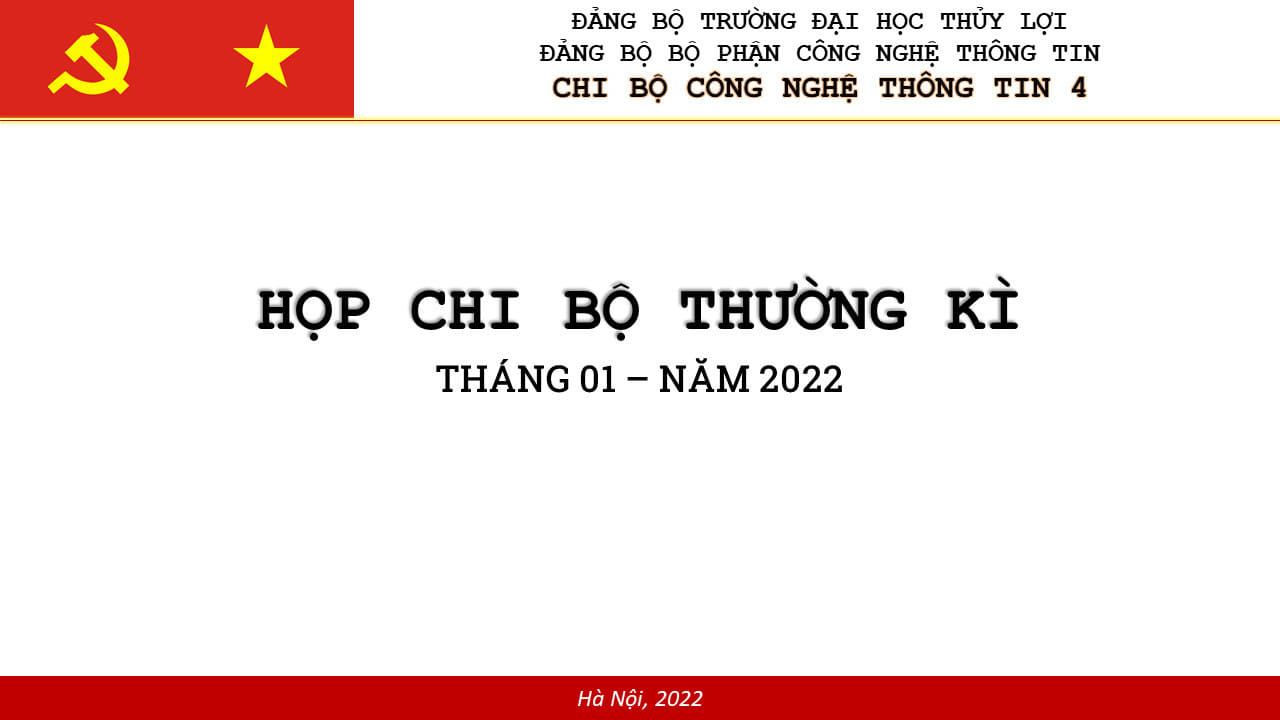 ĐẢNG BỘ TRƯỜNG ĐẠI HỌC THỦY LỢI
ĐẢNG BỘ BỘ PHẬN CÔNG NGHỆ THÔNG TIN
CHI BỘ CÔNG NGHỆ THÔNG TIN 4
HỌP CHI BỘ THƯỜNG KÌ
THÁNG 01 – NĂM 2022
Hà Nội, 2022